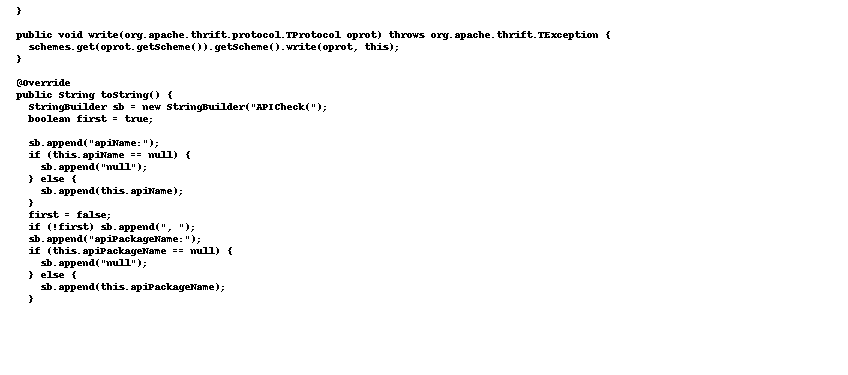 }

public void write(org.apache.thrift.protocol.TProtocol oprot) throws org.apache.thrift.TException {
  schemes.get(oprot.getScheme()).getScheme().write(oprot, this);
}

@Override
public String toString() {
  StringBuilder sb = new StringBuilder("APICheck(");
  boolean first = true;

  sb.append("apiName:");
  if (this.apiName == null) {
    sb.append("null");
  } else {
    sb.append(this.apiName);
  }
  first = false;
  if (!first) sb.append(", ");
  sb.append("apiPackageName:");
  if (this.apiPackageName == null) {
    sb.append("null");
  } else {
    sb.append(this.apiPackageName);
  }